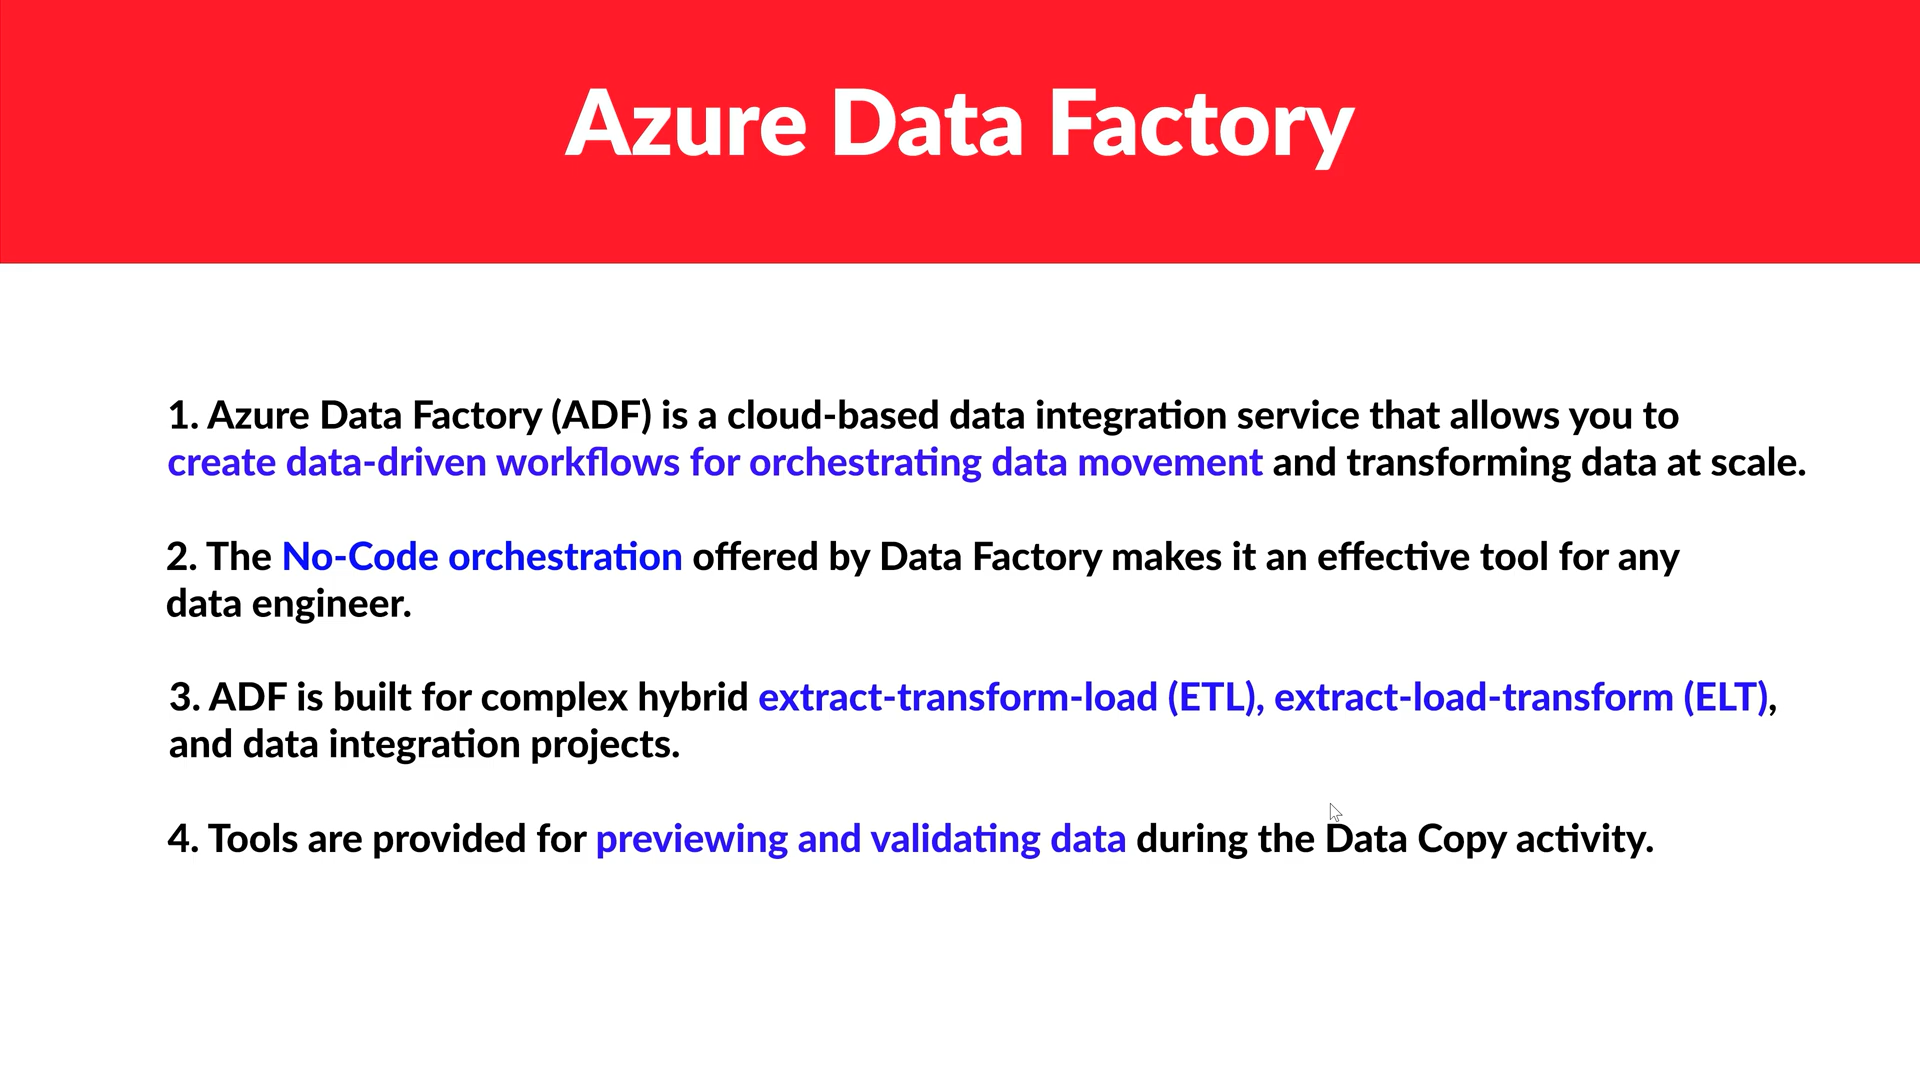 Azure Data Factory
1. Azure Data Factory (ADF) is a cloud-based data integration service that allows you to
create data-driven workflows for orchestrating data movement and transforming data at scale.
2. The No-Code orchestration offered by Data Factory makes it an effective tool for any
data engineer.
3. ADF is built for complex hybrid extract-transform-load (ETL), extract-load-transform (ELT),
and data integration projects.
4. Tools are provided for previewing and validating data during the Data Copy activity.